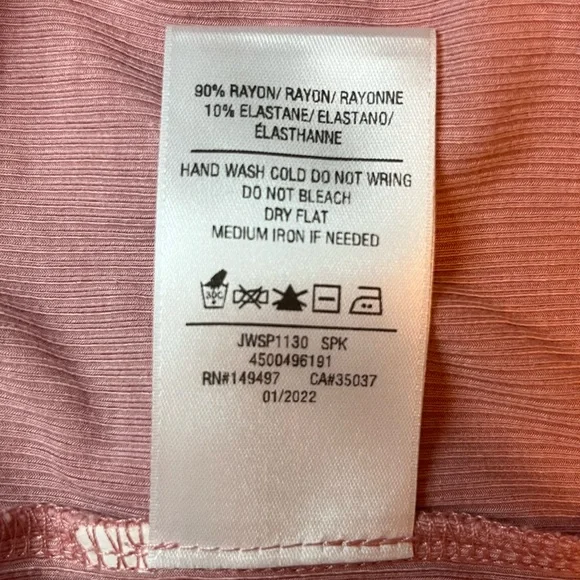 90% RAYON/ RAYON/ RAYONNE
10% ELASTANE/ ELASTANO/
ÉLASTHANNE
HAND WASH COLD DO NOT WRING
DO NOT BLEACH
DRY FLAT
MEDIUM IRON IF NEEDED
JWSP1130 SPK
4500496191
RN#149497 CA#35037
01/2022